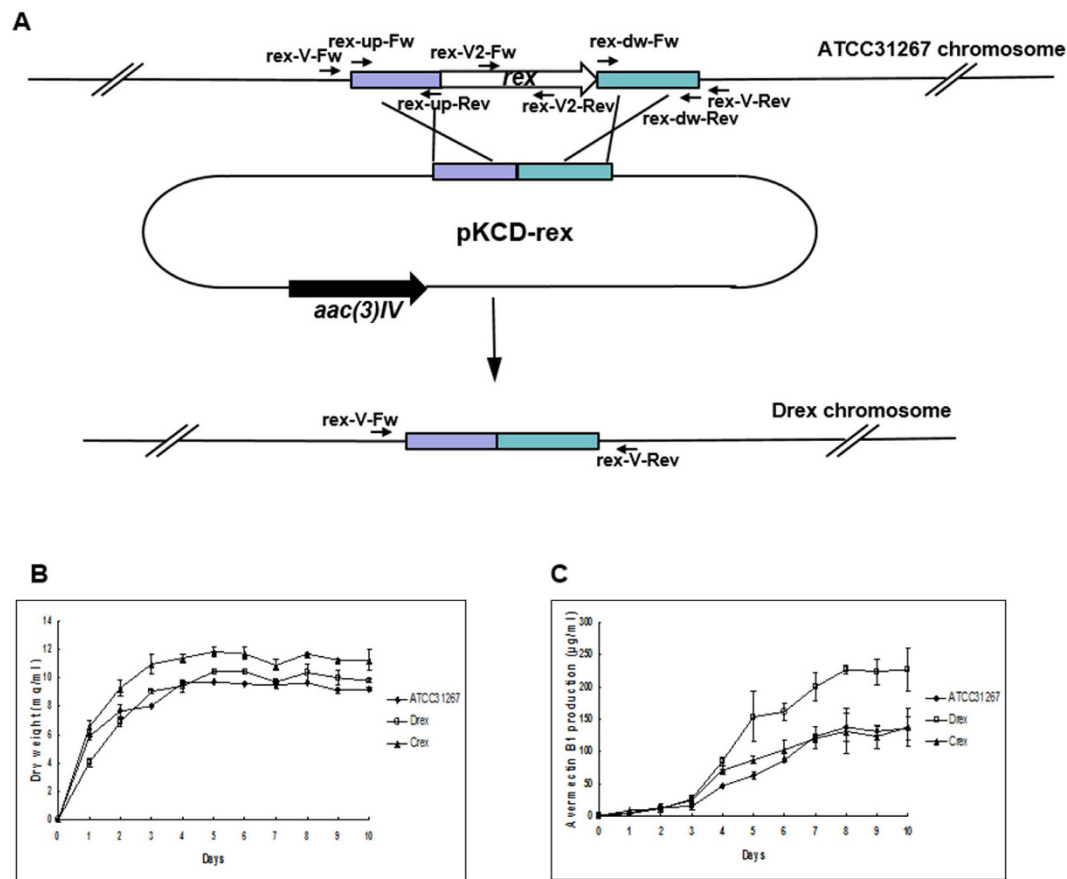 A
rex-up-Fw
rex-V-Fw
rex-V2-Fw
rex-dw-Fw
ATCC31267 chromosome
rex
rex-up-Rev
rex-V2-Rev
rex-V-Rev
rex-dw-Rev
pKCD-rex
aac(3)IV
Drex chromosome
rex-V-Fw
rex-V-Rev
B
Dry weight (mg/ml)
14
12
10
8
6
4
2
0
0 1 2 3 4 5 6 7 8 9 10
Days
ATCC31267
Drex
Crex
C
Avermectin B1 production (µg/ml)
300
250
200
150
100
50
0
0 1 2 3 4 5 6 7 8 9 10
Days
ATCC31267
Drex
Crex